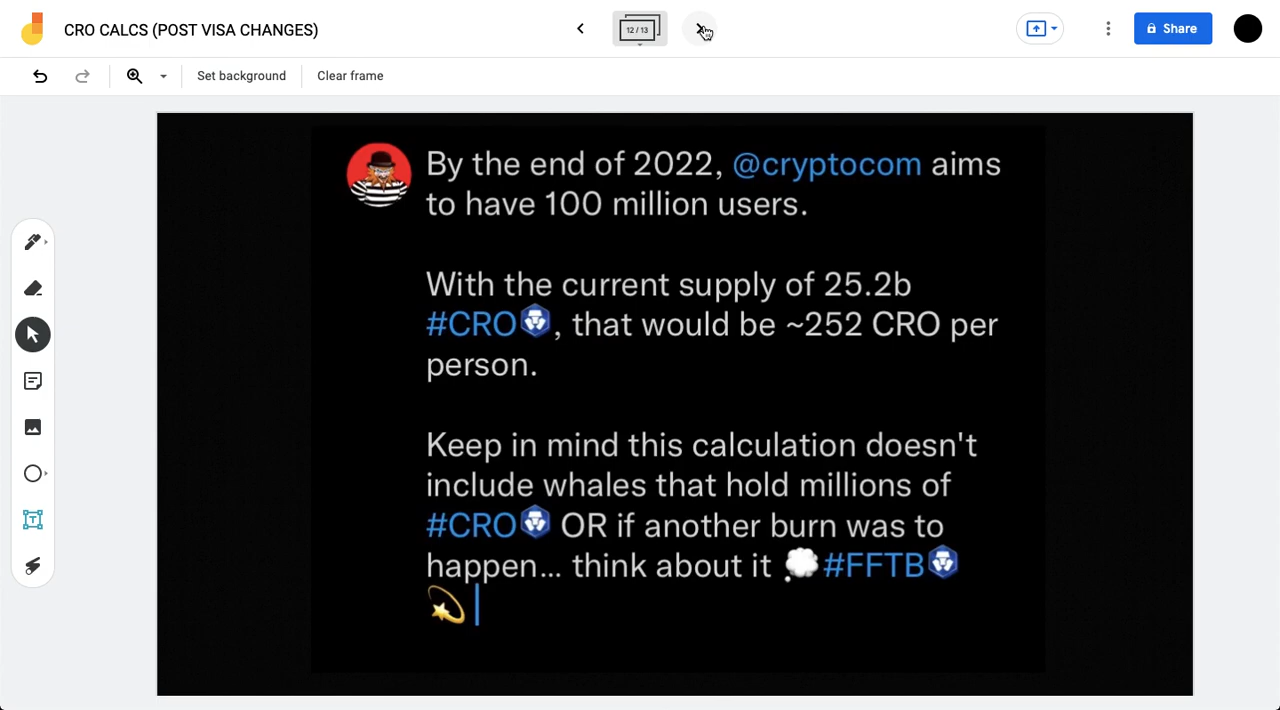 CRO CALCS (POST VISA CHANGES)
12 / 13
Share
Set background
Clear frame
By the end of 2022, @cryptocom aims
to have 100 million users.
With the current supply of 25.2b
#CRO, that would be ~252 CRO per
person.
Keep in mind this calculation doesn't
include whales that hold millions of
#CRO OR if another burn was to
happen... think about it 💭#FFTB
💫